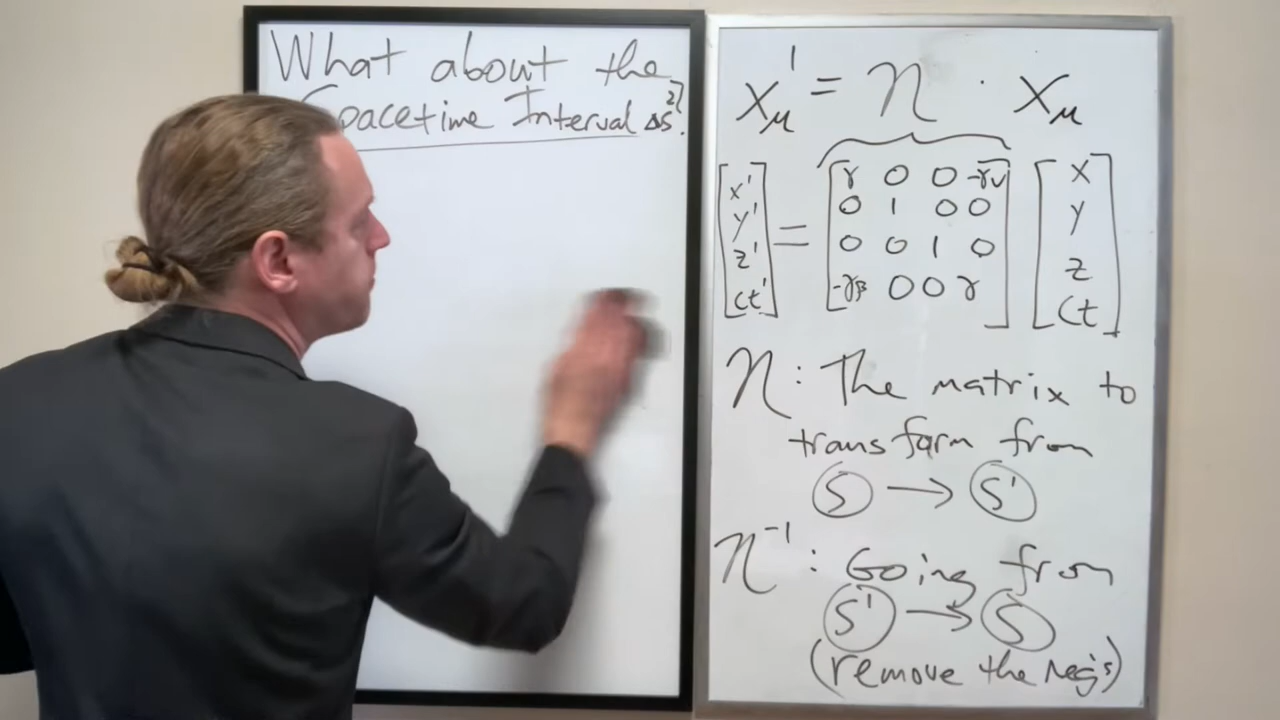 What about the
Spacetime Interval Δs²?
xμ' = η · xμ
[x' y' z' ct'] = [γ 0 0 -γv; 0 1 0 0; 0 0 1 0; -γβ 0 0 γ] [x y z ct]
η: The matrix to
transform from
S → S'
η⁻¹: Going from
S' → S
(remove the neg's)